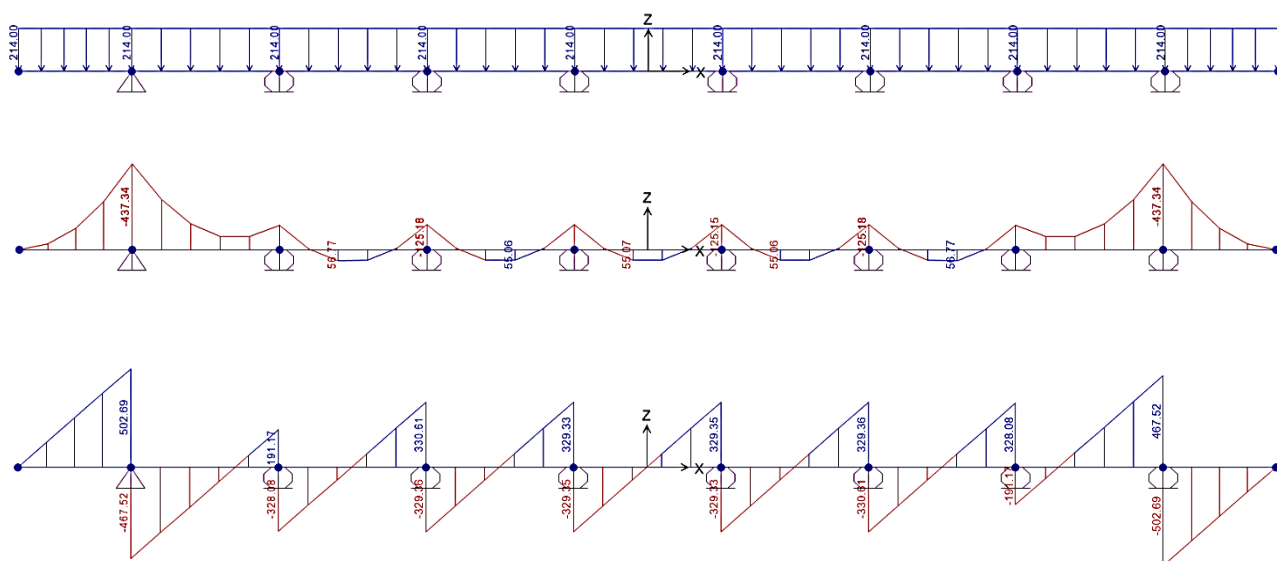 Z
214.00 214.00 214.00 214.00 214.00 214.00 214.00 214.00 214.00
X
Z
-437.34 -125.18 -125.15 -125.18 -437.34
X
56.77 55.06 55.07 55.06 56.77
502.69 191.17 330.61 329.33 329.35 329.36 328.08 467.52
Z
X
-467.52 -328.08 -329.36 -329.35 -329.33 -330.61 -191.17 -502.69